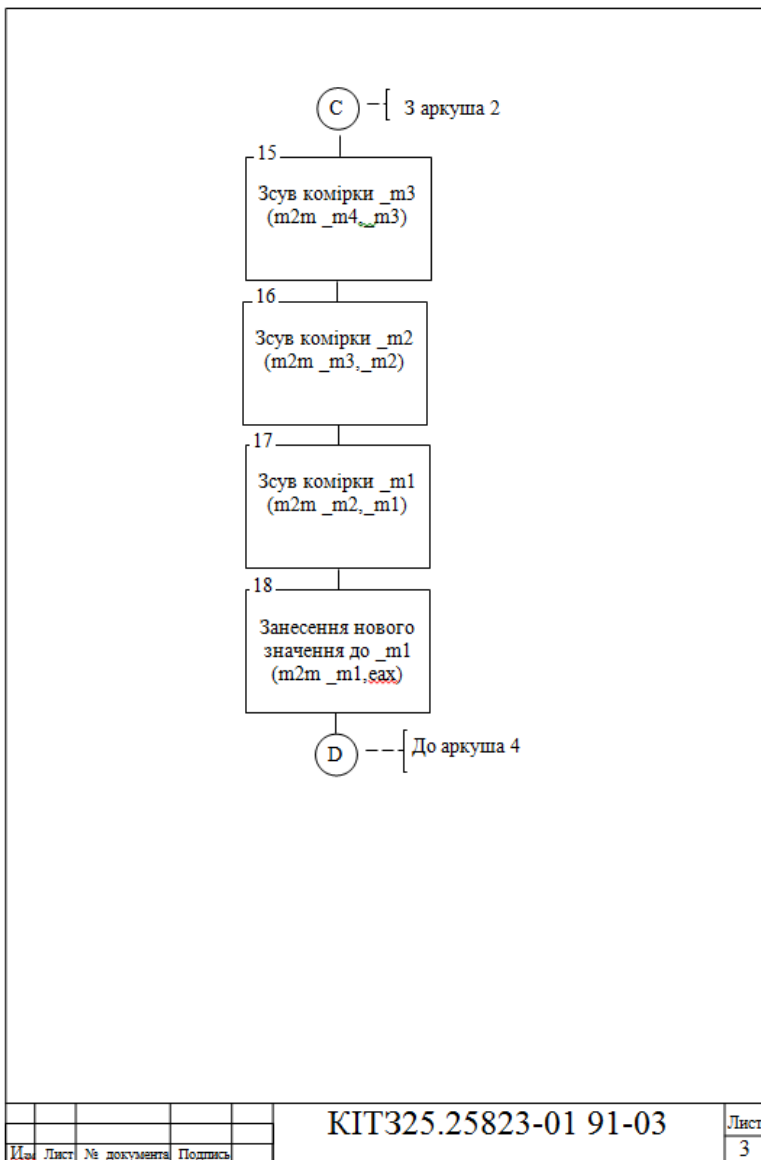 С
З аркуша 2
15
Зсув комірки _m3
(m2m _m4,_m3)
16
Зсув комірки _m2
(m2m _m3,_m2)
17
Зсув комірки _m1
(m2m _m2,_m1)
18
Занесення нового
значення до _m1
(m2m _m1,eax)
D
До аркуша 4
КІТЗ25.25823-01 91-03
Лист
3
Изм Лист № документа Подпись